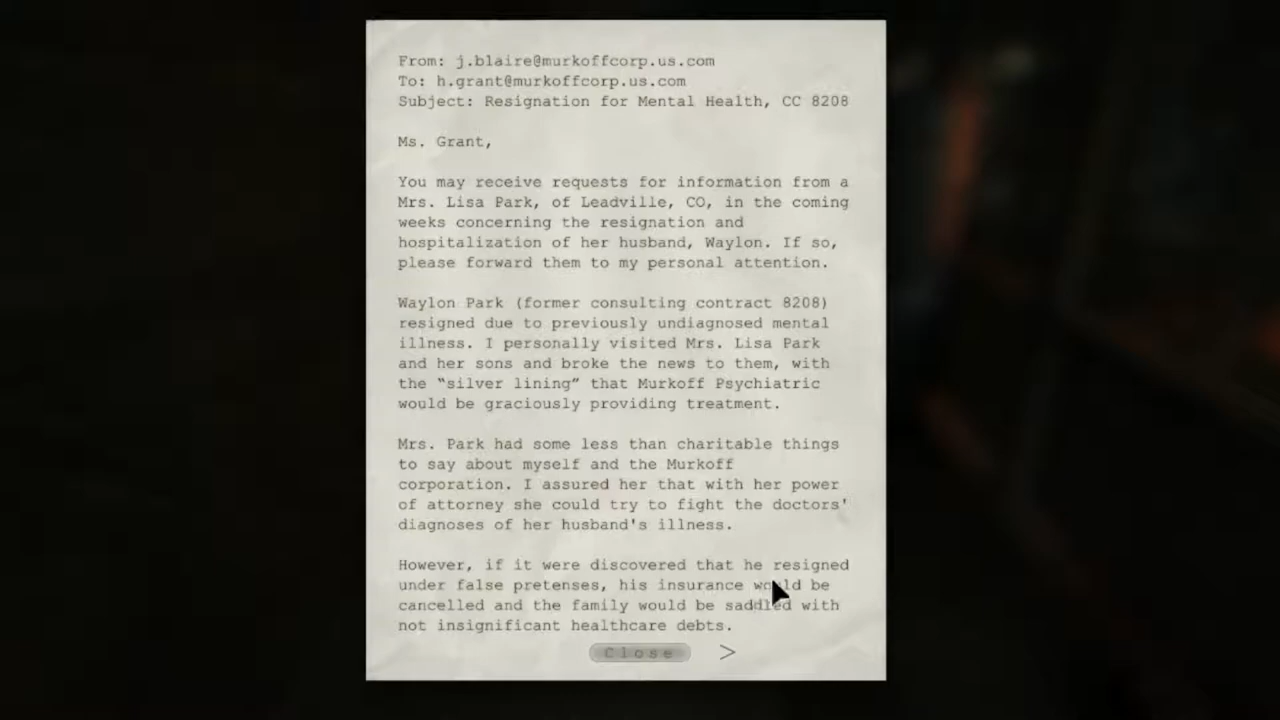 From: j.blaire@murkoffcorp.us.com
To: h.grant@murkoffcorp.us.com
Subject: Resignation for Mental Health, CC 8208
Ms. Grant,
You may receive requests for information from a
Mrs. Lisa Park, of Leadville, CO, in the coming
weeks concerning the resignation and
hospitalization of her husband, Waylon. If so,
please forward them to my personal attention.
Waylon Park (former consulting contract 8208)
resigned due to previously undiagnosed mental
illness. I personally visited Mrs. Lisa Park
and her sons and broke the news to them, with
the “silver lining” that Murkoff Psychiatric
would be graciously providing treatment.
Mrs. Park had some less than charitable things
to say about myself and the Murkoff
corporation. I assured her that with her power
of attorney she could try to fight the doctors'
diagnoses of her husband's illness.
However, if it were discovered that he resigned
under false pretenses, his insurance would be
cancelled and the family would be saddled with
not insignificant healthcare debts.
Close >